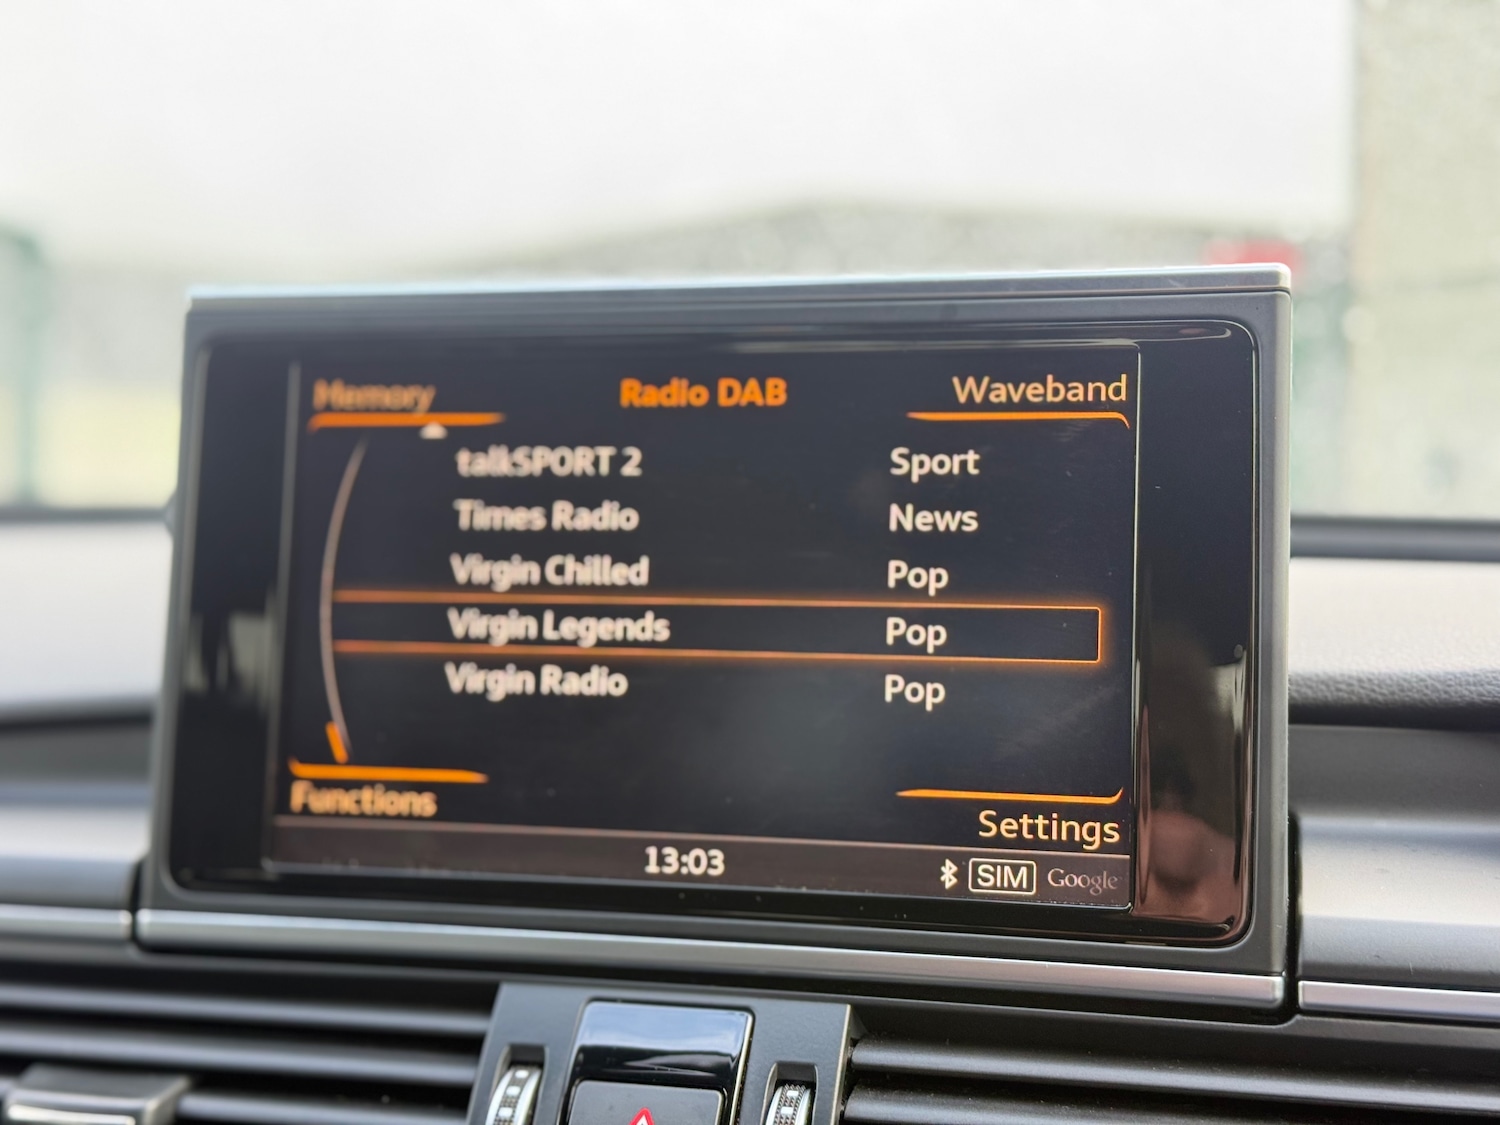 Memory Radio DAB Waveband
talkSPORT 2 Sport
Times Radio News
Virgin Chilled Pop
Virgin Legends Pop
Virgin Radio Pop
Functions Settings
13:03 SIM Google